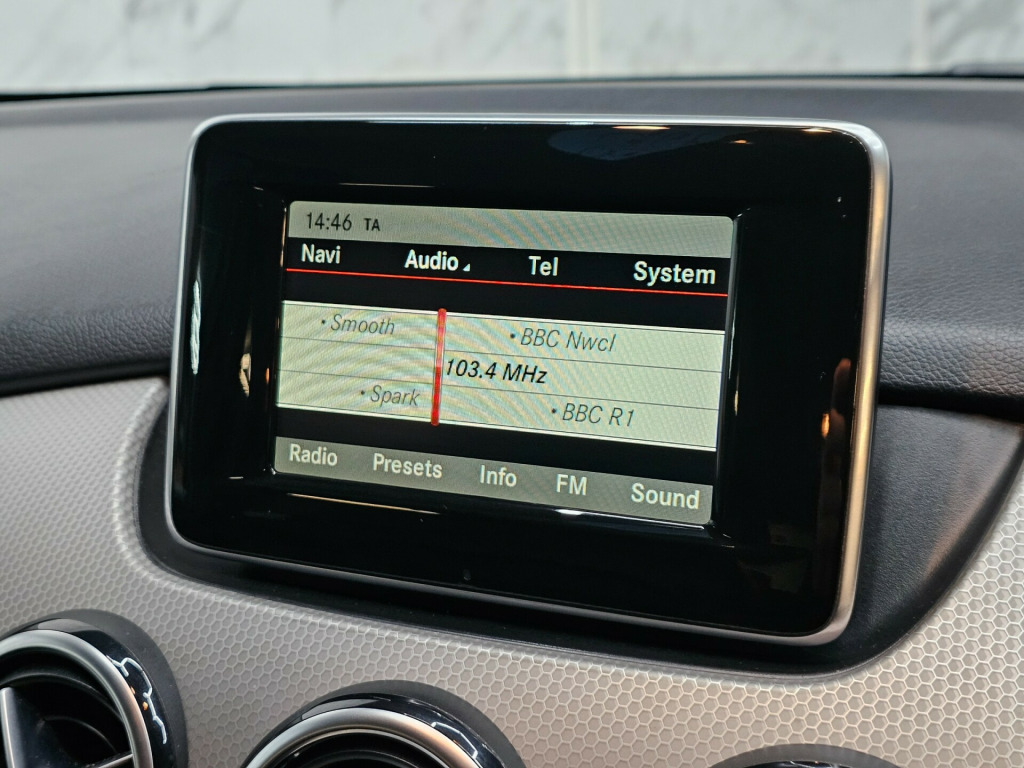 14:46 TA
Navi Audio Tel System
• Smooth • BBC Nwcl
103.4 MHz
• Spark • BBC R1
Radio Presets Info FM Sound